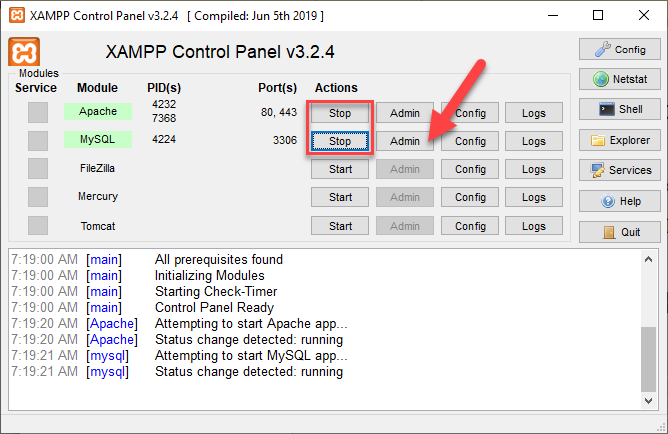 XAMPP Control Panel v3.2.4 [ Compiled: Jun 5th 2019 ]
XAMPP Control Panel v3.2.4
Config
Modules
Service Module PID(s) Port(s) Actions
Netstat
Apache 4232 7368 80, 443 Stop Admin Config Logs
Shell
MySQL 4224 3306 Stop Admin Config Logs
Explorer
FileZilla Start Admin Config Logs
Services
Mercury Start Admin Config Logs
Help
Tomcat Start Admin Config Logs
Quit
7:19:00 AM [main] All prerequisites found
7:19:00 AM [main] Initializing Modules
7:19:00 AM [main] Starting Check-Timer
7:19:00 AM [main] Control Panel Ready
7:19:20 AM [Apache] Attempting to start Apache app...
7:19:20 AM [Apache] Status change detected: running
7:19:21 AM [mysql] Attempting to start MySQL app...
7:19:21 AM [mysql] Status change detected: running